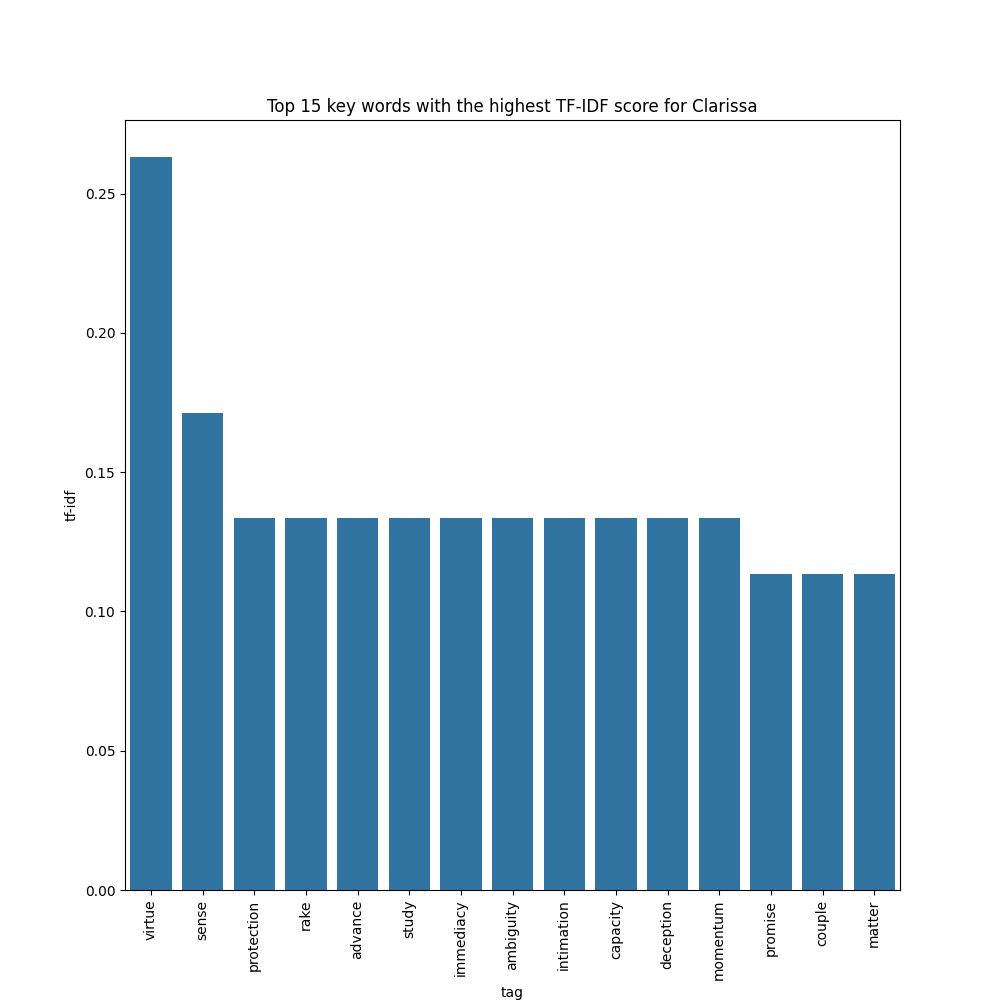 Top 15 key words with the highest TF-IDF score for Clarissa
tf-idf
0.25
0.20
0.15
0.10
0.05
0.00
virtue
sense
protection
rake
advance
study
immediacy
ambiguity
intimation
capacity
deception
momentum
promise
couple
matter
tag